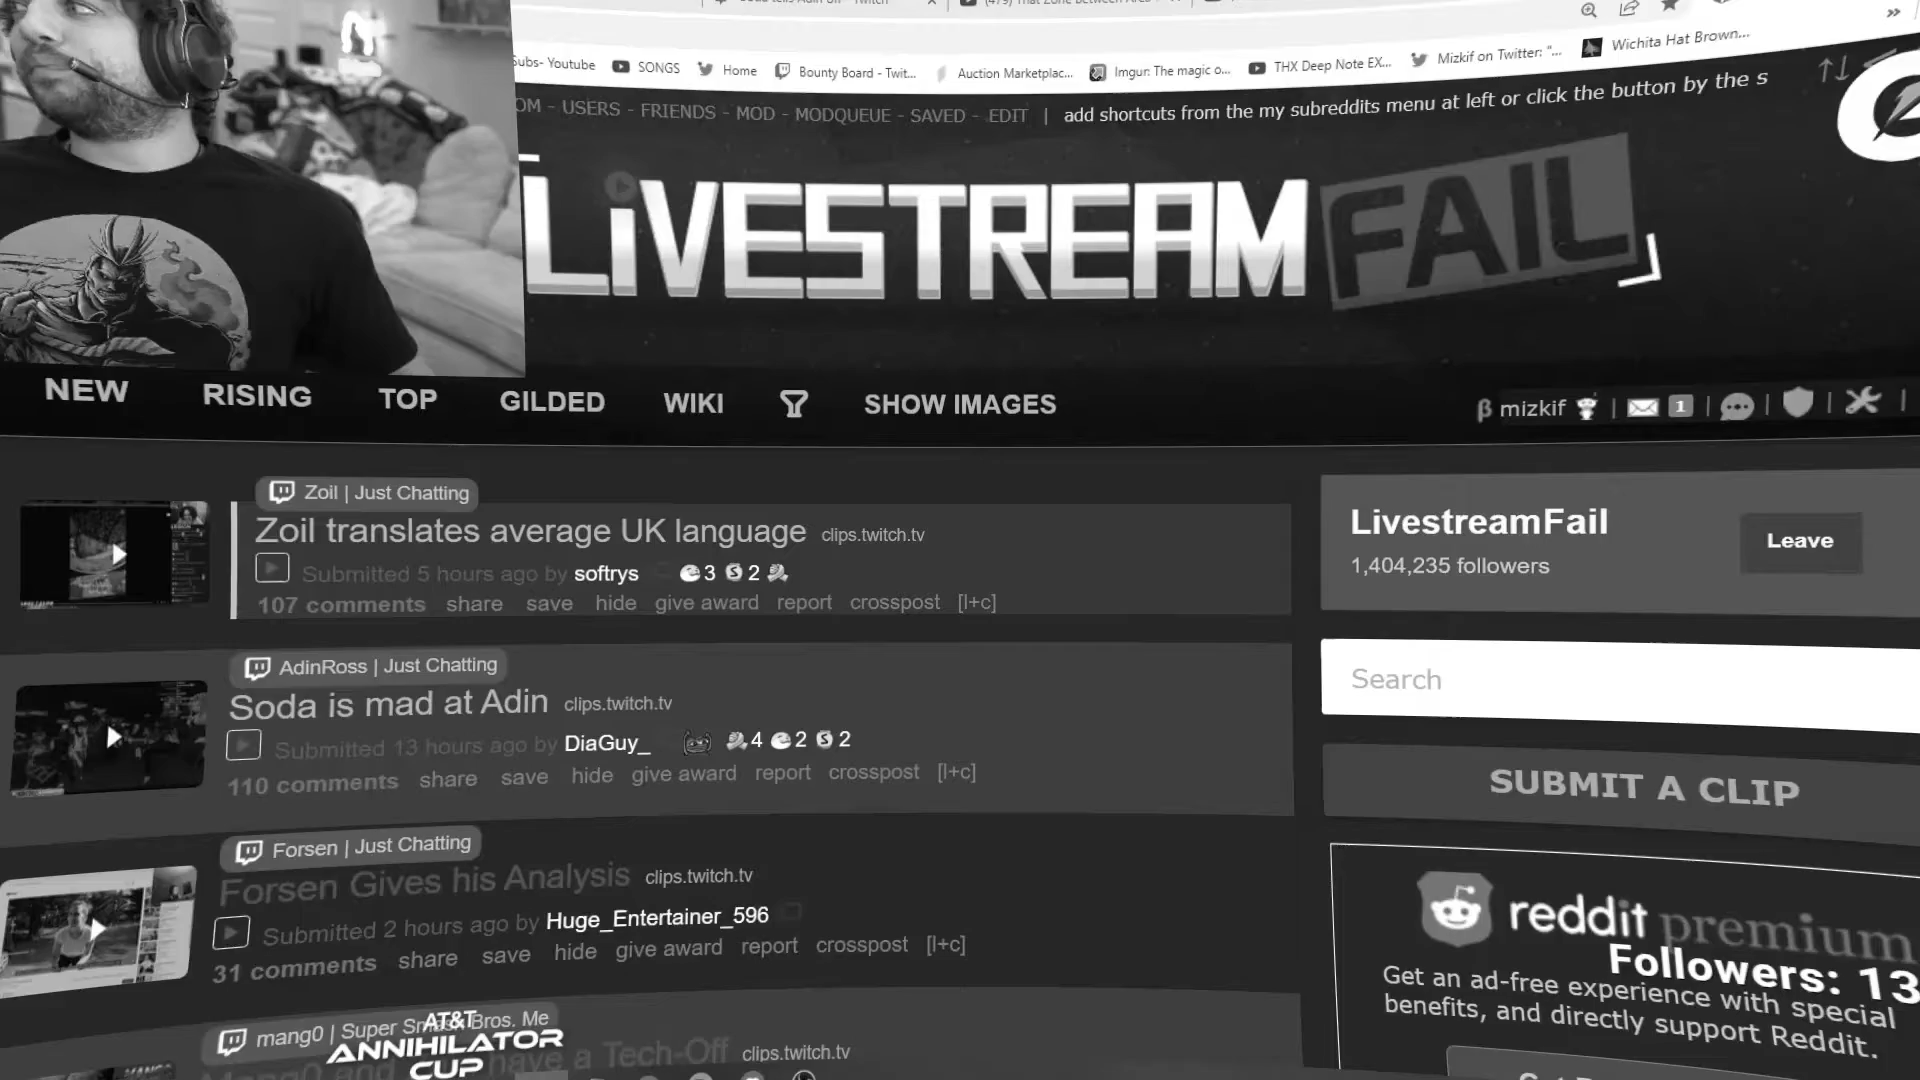 Subs- Youtube SONGS Home Bounty Board - Twit... Auction Marketplac... Imgur: The magic o... THX Deep Note EX... Mizkif on Twitter: "... Wichita Hat Brown...
OM - USERS - FRIENDS - MOD - MODQUEUE - SAVED - EDIT | add shortcuts from the my subreddits menu at left or click the button by the s
LiVESTREAM FAIL
NEW RISING TOP GILDED WIKI SHOW IMAGES
β mizkif | 1 | | |
Zoil | Just Chatting
Zoil translates average UK language clips.twitch.tv
Submitted 5 hours ago by softrys 3 2
107 comments share save hide give award report crosspost [l+c]
AdinRoss | Just Chatting
Soda is mad at Adin clips.twitch.tv
Submitted 13 hours ago by DiaGuy_ 4 2 2
110 comments share save hide give award report crosspost [l+c]
Forsen | Just Chatting
Forsen Gives his Analysis clips.twitch.tv
Submitted 2 hours ago by Huge_Entertainer_596
31 comments share save hide give award report crosspost [l+c]
mang0 | Super Smash Bros. Me
Mang0 and have a Tech-Off clips.twitch.tv
AT&T
ANNIHILATOR
CUP
LivestreamFail
1,404,235 followers
Leave
Search
SUBMIT A CLIP
reddit premium
Followers: 13
Get an ad-free experience with special
benefits, and directly support Reddit.